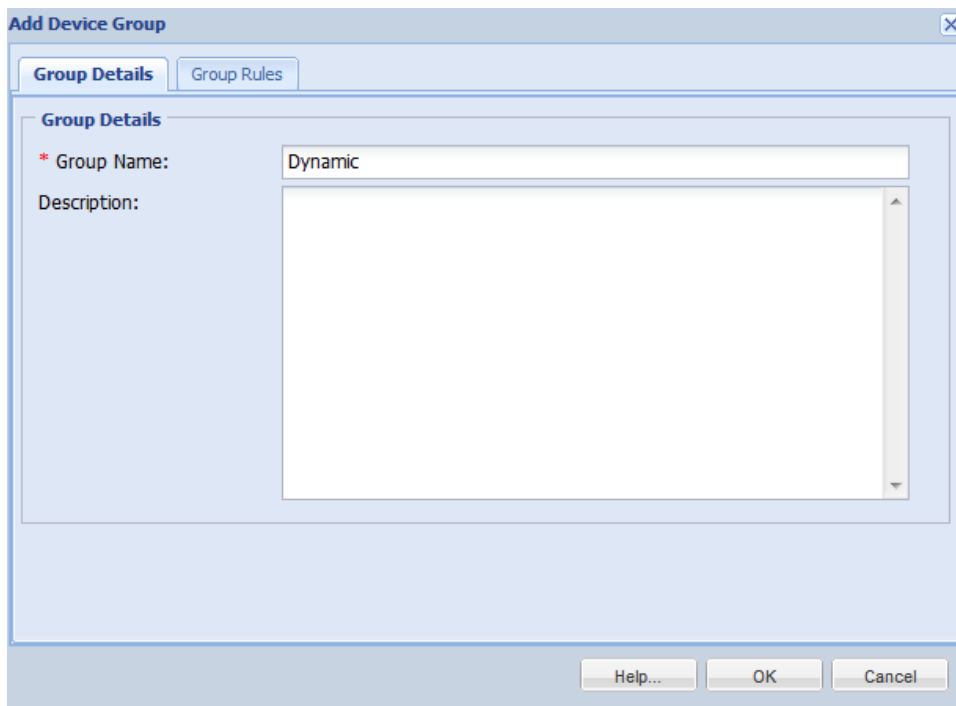 Add Device Group
Group Details Group Rules
Group Details
* Group Name: Dynamic
Description:
Help... OK Cancel